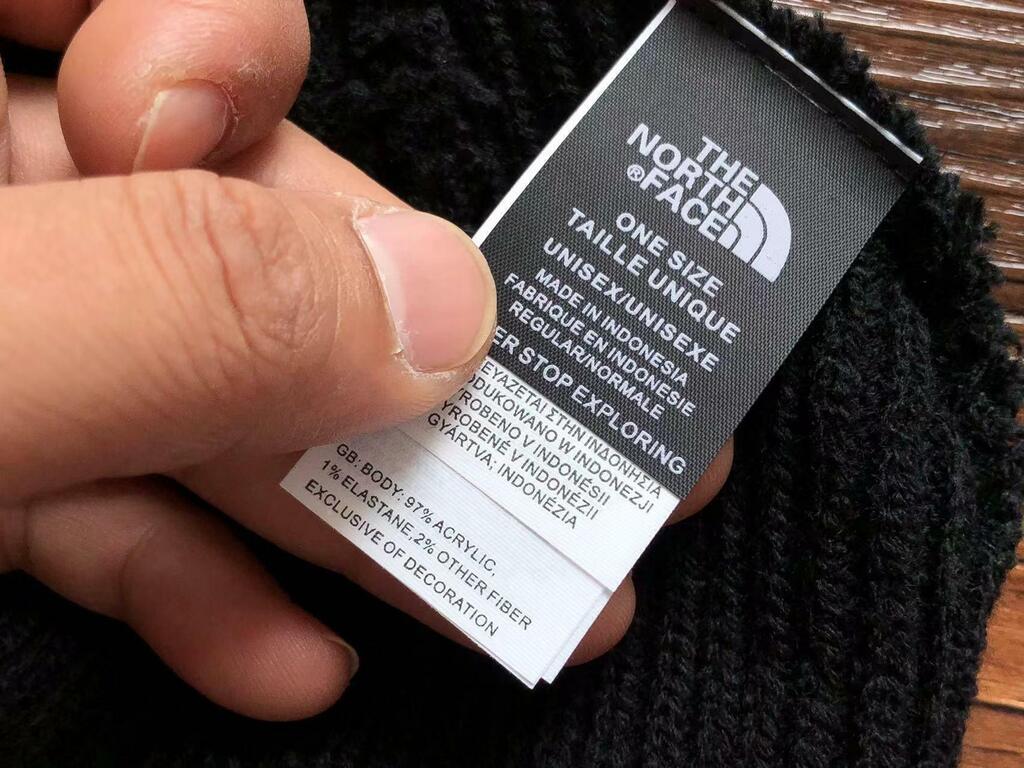 THE
NORTH
®FACE
ONE SIZE
TAILLE UNIQUE
UNISEX/UNISEXE
MADE IN INDONESIA
FABRIQUE EN INDONÉSIE
REGULAR/NORMALE
ER STOP EXPLORING
ΕΥΑΖΕΤΑΙ ΣΤΗΝ ΙΝΔΟΝΗΣΙΑ
ODUKOWANO W INDONEZJI
YROBENO V INDONÉSII
YROBENÉ V INDONÉZII
GYÁRTVA: INDONÉZIA
GB: BODY: 97% ACRYLIC,
1% ELASTANE, 2% OTHER FIBER
EXCLUSIVE OF DECORATION